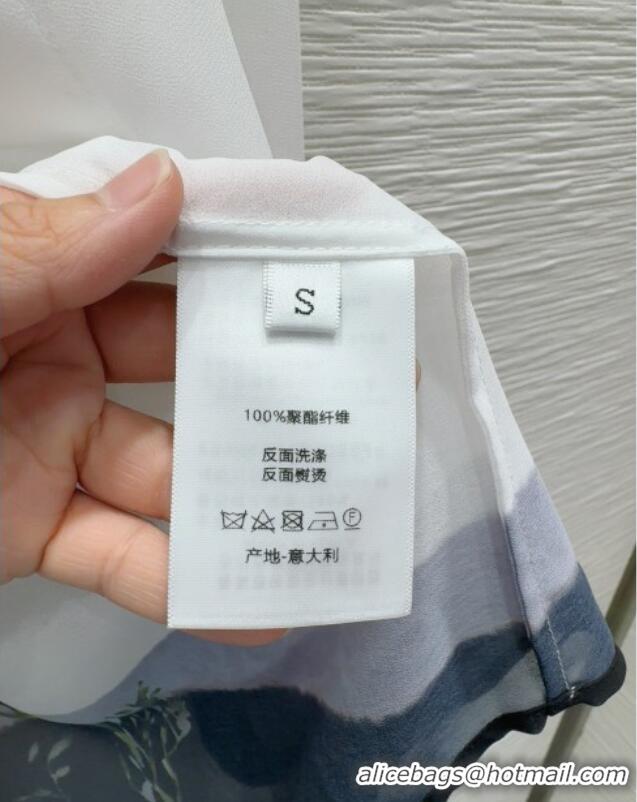 S
100%聚酯纤维
反面洗涤
反面熨烫
F
产地-意大利
alicebags@hotmail.com